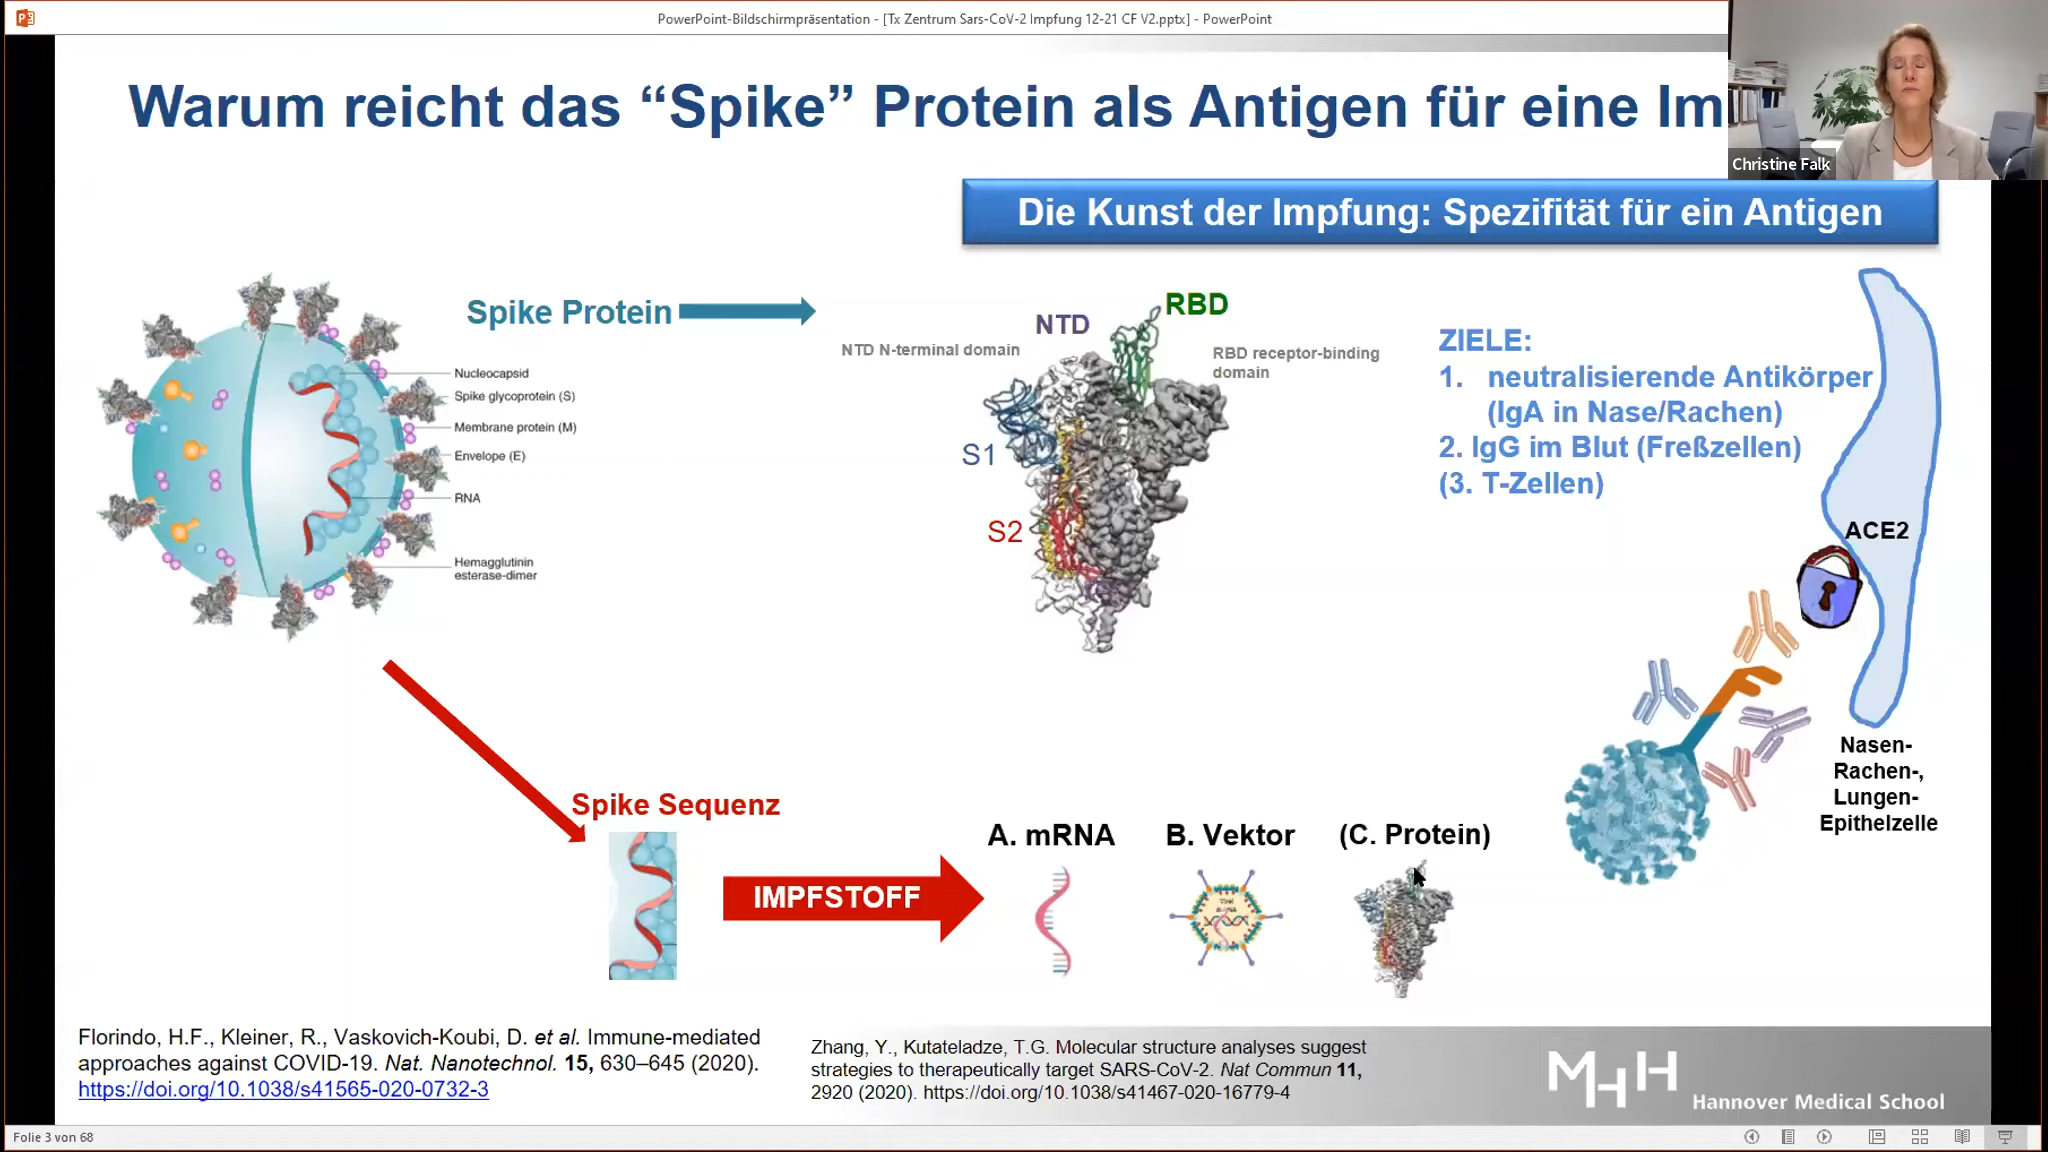 PowerPoint-Bildschirmpräsentation - [Tx Zentrum Sars-CoV-2 Impfung 12-21 CF V2.pptx] - PowerPoint
Warum reicht das “Spike” Protein als Antigen für eine Im
Christine Falk
Die Kunst der Impfung: Spezifität für ein Antigen
Spike Protein
Nucleocapsid
Spike glycoprotein (S)
Membrane protein (M)
Envelope (E)
RNA
Hemagglutinin
esterase-dimer
NTD
RBD
NTD N-terminal domain
RBD receptor-binding
domain
S1
S2
ZIELE:
1. neutralisierende Antikörper
(IgA in Nase/Rachen)
2. IgG im Blut (Freßzellen)
(3. T-Zellen)
ACE2
Nasen-
Rachen-,
Lungen-
Epithelzelle
Spike Sequenz
IMPFSTOFF
A. mRNA
B. Vektor
(C. Protein)
Florindo, H.F., Kleiner, R., Vaskovich-Koubi, D. et al. Immune-mediated
approaches against COVID-19. Nat. Nanotechnol. 15, 630–645 (2020).
https://doi.org/10.1038/s41565-020-0732-3
Zhang, Y., Kutateladze, T.G. Molecular structure analyses suggest
strategies to therapeutically target SARS-CoV-2. Nat Commun 11,
2920 (2020). https://doi.org/10.1038/s41467-020-16779-4
MHH
Hannover Medical School
Folie 3 von 68